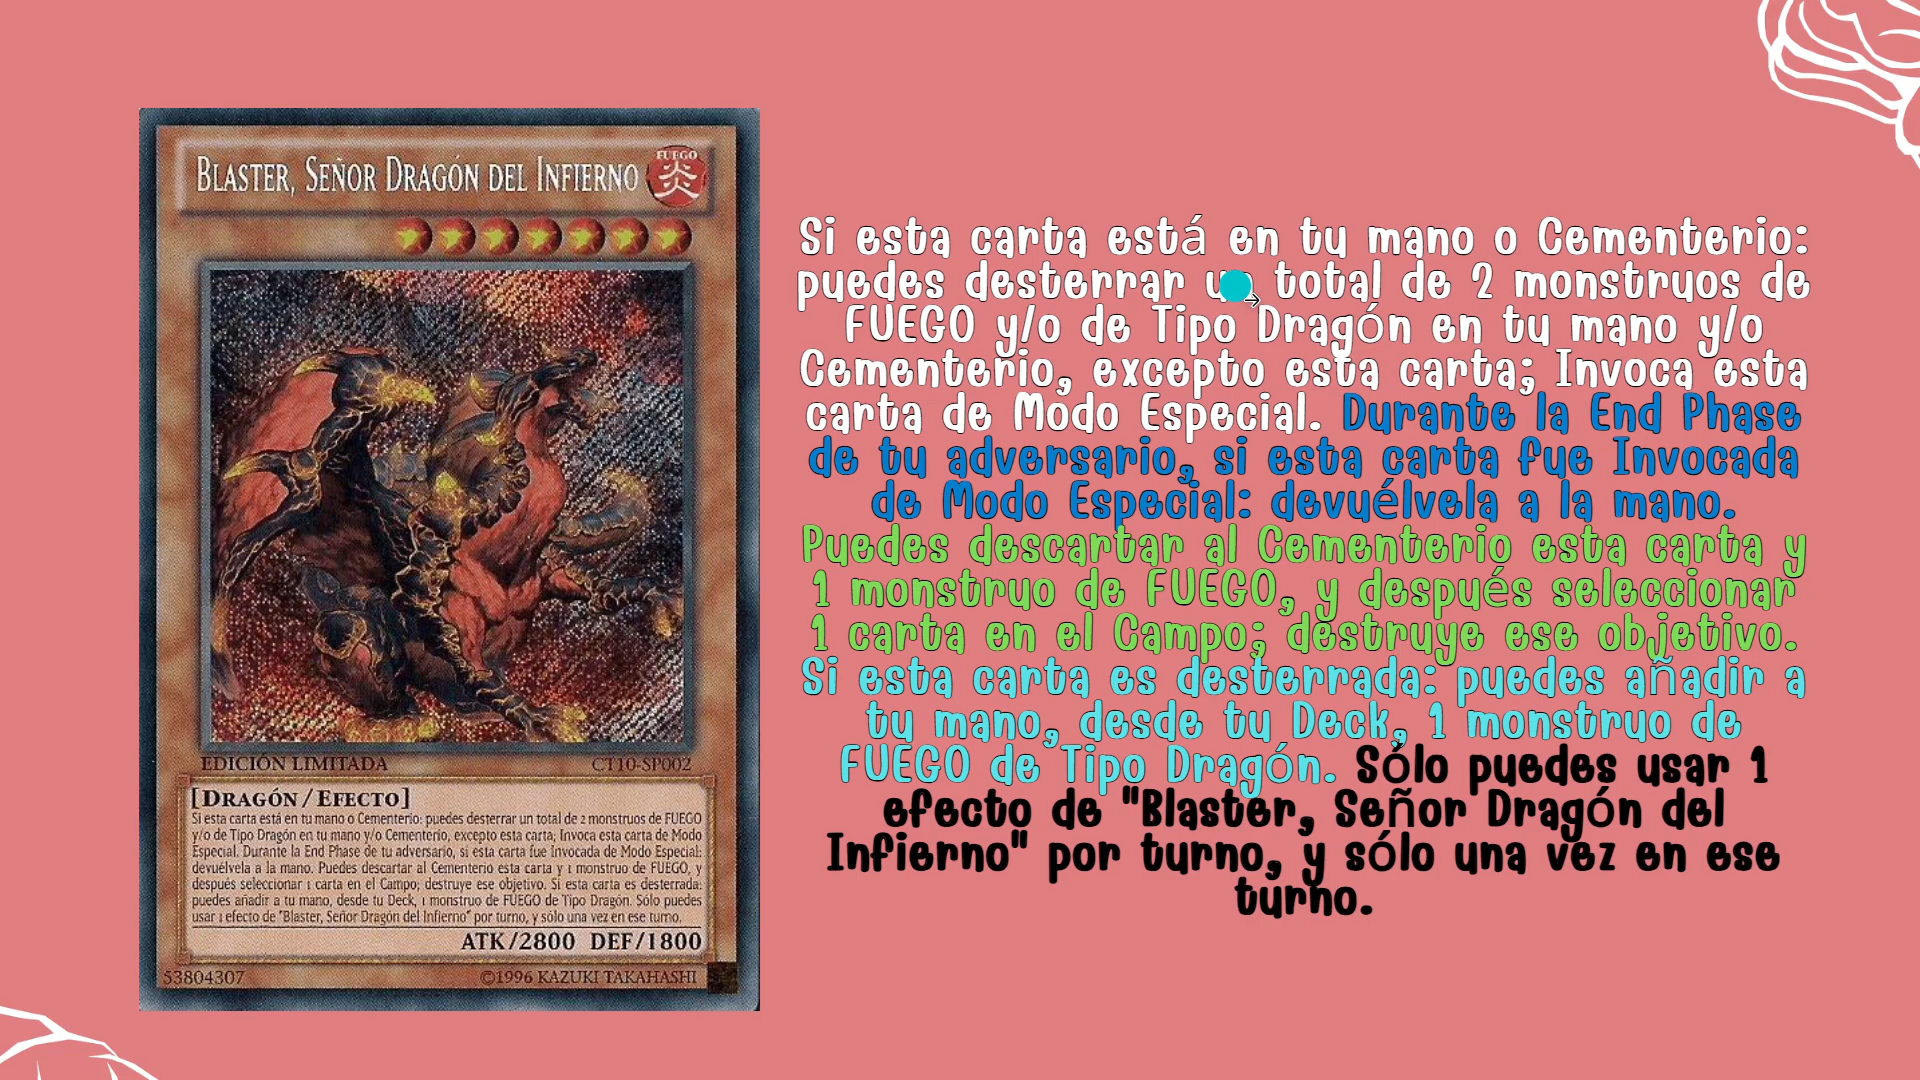 BLASTER, SEÑOR DRAGÓN DEL INFIERNO
FUEGO
炎
EDICIÓN LIMITADA
CT10-SP002
[DRAGÓN/EFECTO]
Si esta carta está en tu mano o Cementerio: puedes desterrar un total de 2 monstruos de FUEGO
y/o de Tipo Dragón en tu mano y/o Cementerio, excepto esta carta; Invoca esta carta de Modo
Especial. Durante la End Phase de tu adversario, si esta carta fue Invocada de Modo Especial:
devuélvela a la mano. Puedes descartar al Cementerio esta carta y 1 monstruo de FUEGO, y
después seleccionar 1 carta en el Campo; destruye ese objetivo. Si esta carta es desterrada:
puedes añadir a tu mano, desde tu Deck, 1 monstruo de FUEGO de Tipo Dragón. Sólo puedes
usar 1 efecto de "Blaster, Señor Dragón del Infierno" por turno, y sólo una vez en ese turno.
ATK/2800 DEF/1800
53804307
©1996 KAZUKI TAKAHASHI
Si esta carta está en tu mano o Cementerio:
puedes desterrar un total de 2 monstruos de
FUEGO y/o de Tipo Dragón en tu mano y/o
Cementerio, excepto esta carta; Invoca esta
carta de Modo Especial. Durante la End Phase
de tu adversario, si esta carta fue Invocada
de Modo Especial: devuélvela a la mano.
Puedes descartar al Cementerio esta carta y
1 monstruo de FUEGO, y después seleccionar
1 carta en el Campo; destruye ese objetivo.
Si esta carta es desterrada: puedes añadir a
tu mano, desde tu Deck, 1 monstruo de
FUEGO de Tipo Dragón. Sólo puedes usar 1
efecto de "Blaster, Señor Dragón del
Infierno" por turno, y sólo una vez en ese
turno.